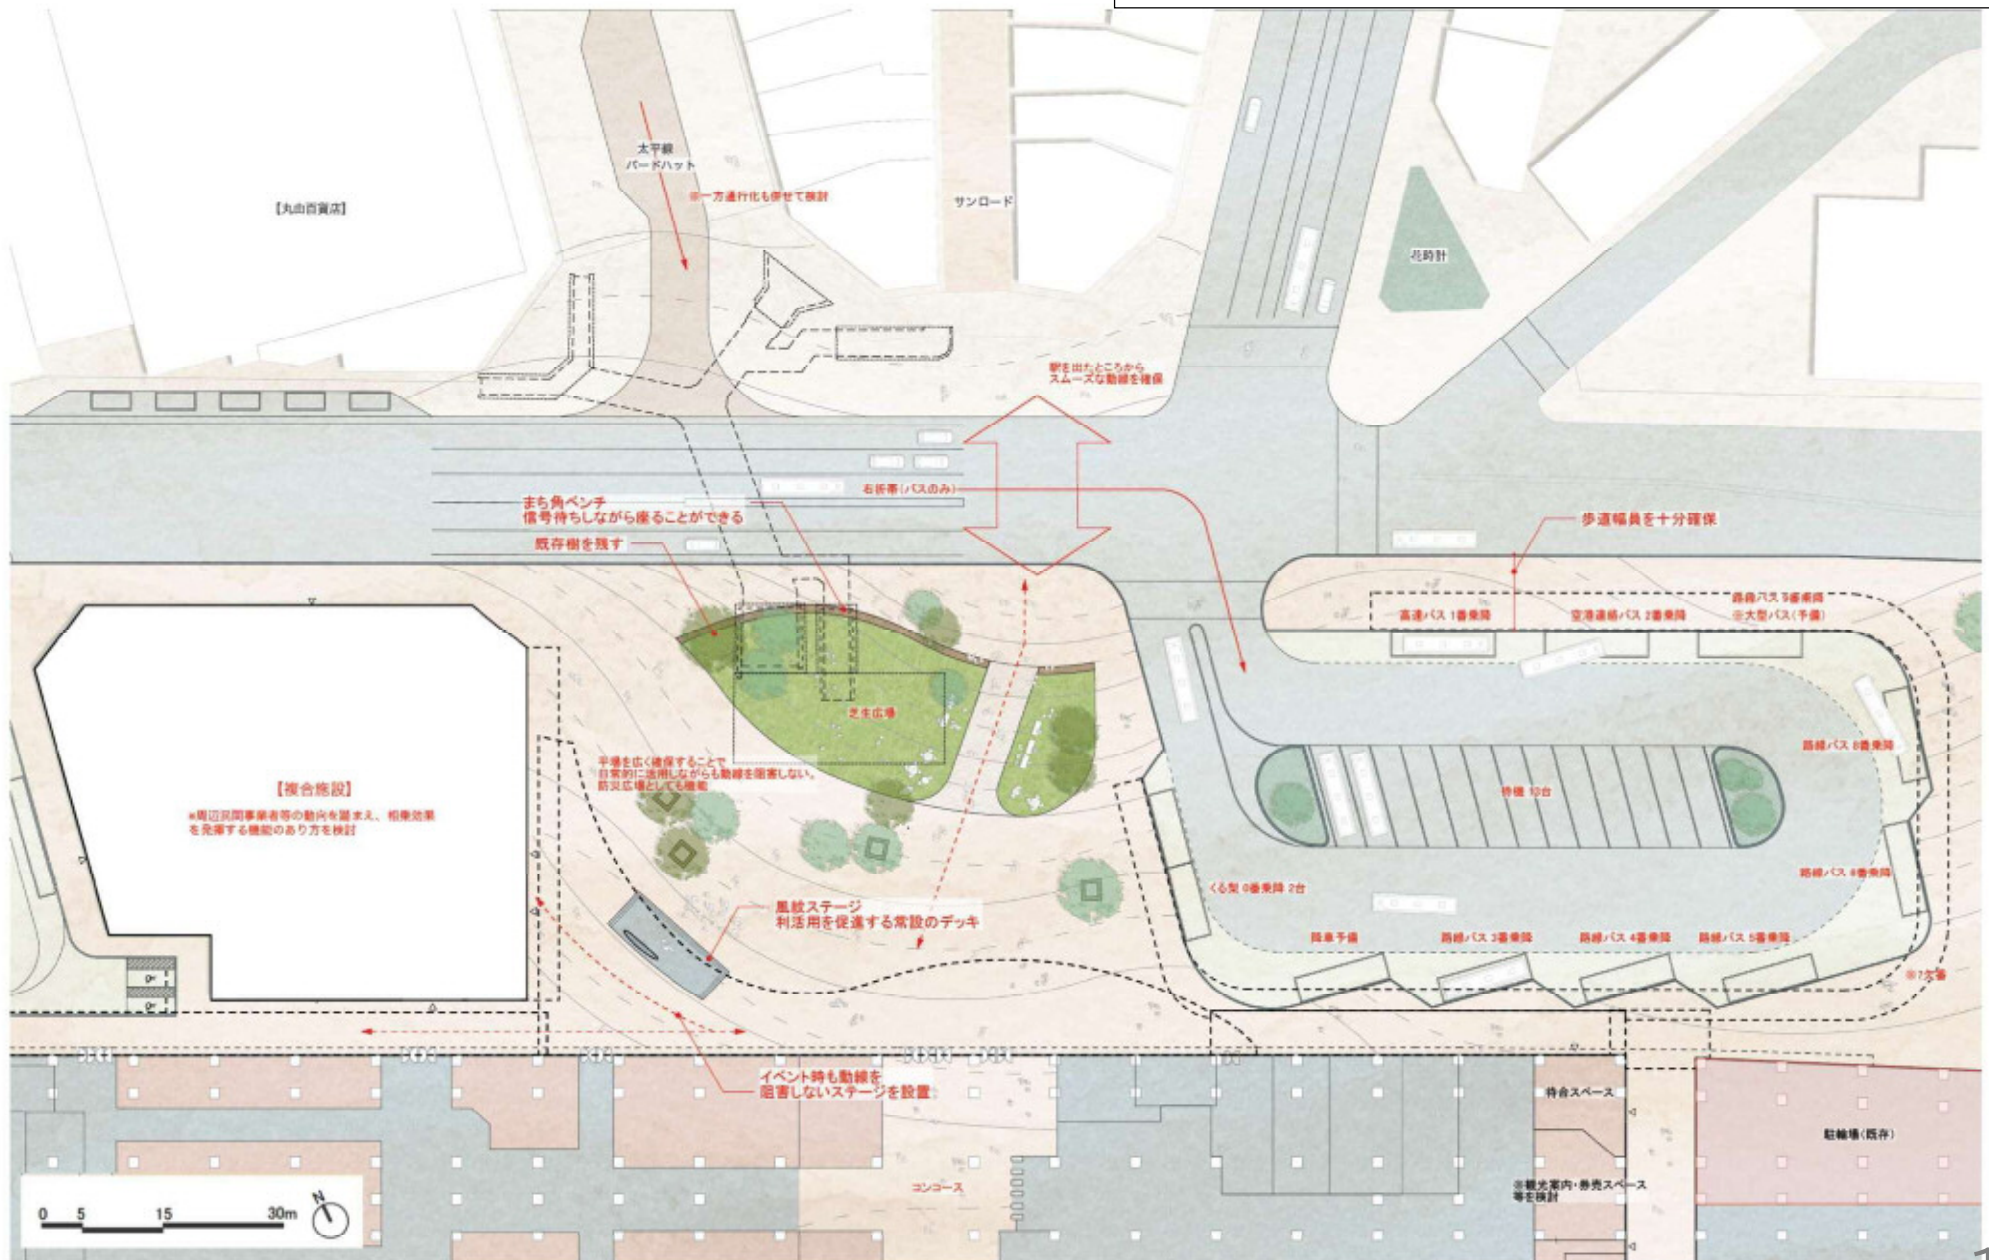 太平線
バードハット
※一方通行化も併せて検討
【丸由百貨店】
サンロード
花時計
駅を出たところから
スムーズな動線を確保
右折帯(バスのみ)
まち角ベンチ
信号待ちしながら座ることができる
既存樹を残す
歩道幅員を十分確保
高速バス 1番乗降
空港連絡バス 2番乗降
路線バス 9番乗降
※大型バス(予備)
芝生広場
平場を広く確保することで
日常的に活用しながらも動線を阻害しない。
防災広場としても機能
路線バス 8番乗降
待機 13台
【複合施設】
※周辺民間事業者等の動向を踏まえ、相乗効果
を発揮する機能のあり方を検討
くる梨 0番乗降 2台
風紋ステージ
利活用を促進する常設のデッキ
降車予備
路線バス 3番乗降
路線バス 4番乗降
路線バス 5番乗降
※7欠番
イベント時も動線を
阻害しないステージを設置
待合スペース
駐輪場(既存)
コンコース
※観光案内・券売スペース
等を検討
0 5 15 30m
N